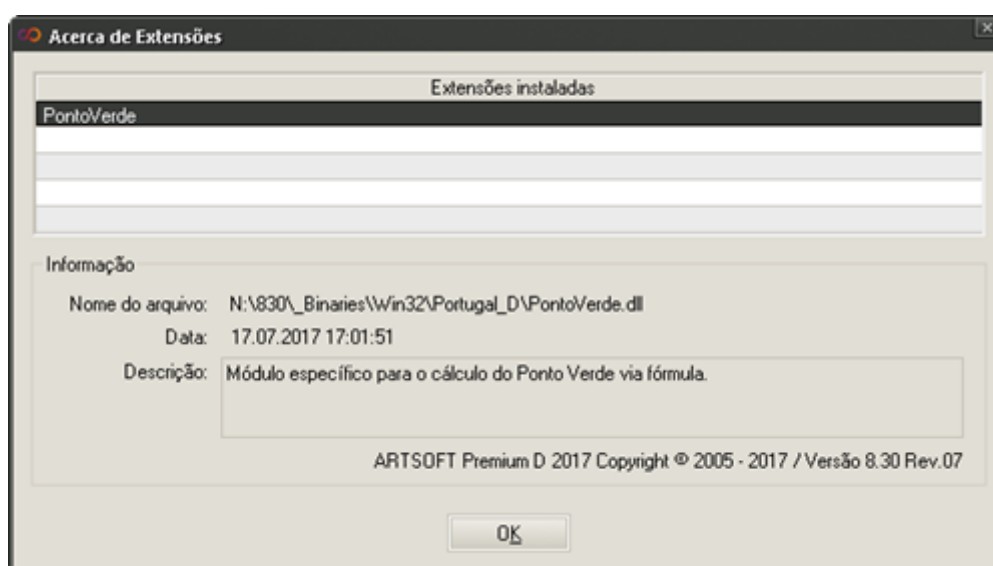 Acerca de Extensões
Extensões instaladas
PontoVerde
Informação
Nome do arquivo: N:\830\_Binaries\Win32\Portugal_D\PontoVerde.dll
Data: 17.07.2017 17:01:51
Descrição: Módulo específico para o cálculo do Ponto Verde via fórmula.
ARTSOFT Premium D 2017 Copyright © 2005 - 2017 / Versão 8.30 Rev.07
OK